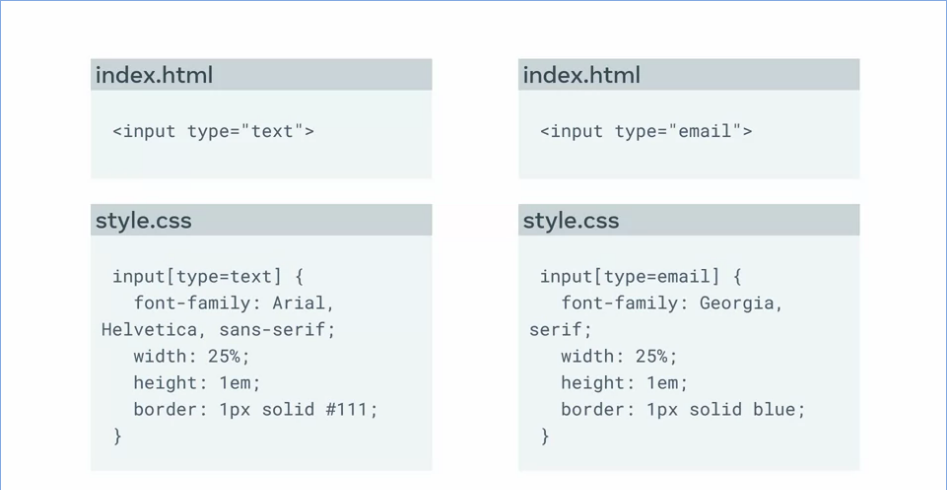 index.html
<input type="text">
style.css
input[type=text] {
font-family: Arial,
Helvetica, sans-serif;
width: 25%;
height: 1em;
border: 1px solid #111;
}
index.html
<input type="email">
style.css
input[type=email] {
font-family: Georgia,
serif;
width: 25%;
height: 1em;
border: 1px solid blue;
}